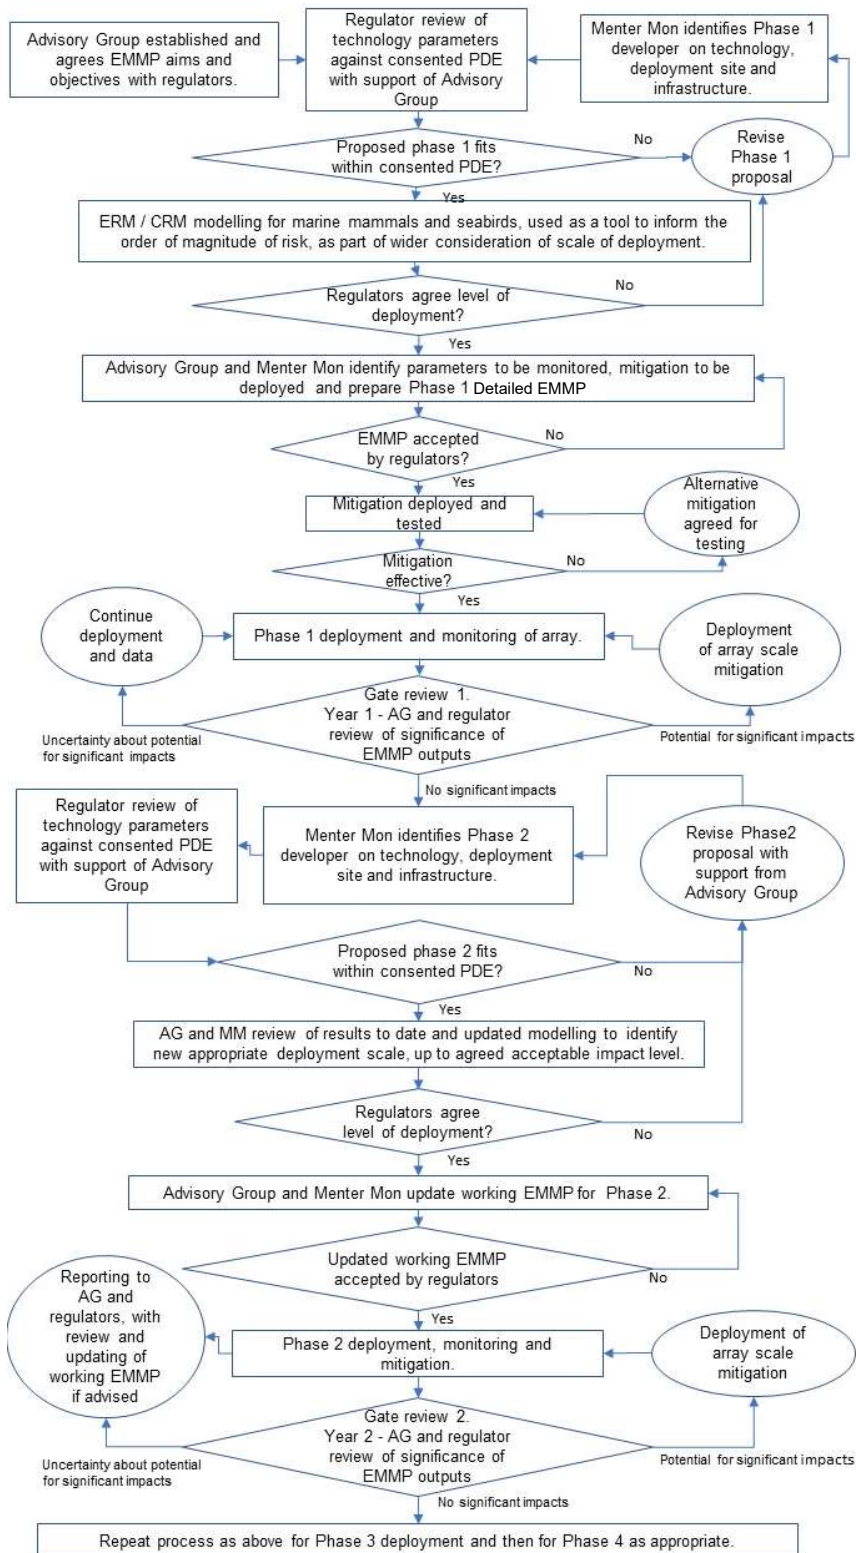 Advisory Group established and
agrees EMMP aims and
objectives with regulators.
Regulator review of
technology parameters
against consented PDE
with support of Advisory
Group
Menter Mon identifies Phase 1
developer on technology,
deployment site and
infrastructure.
Proposed phase 1 fits
within consented PDE?
No
Revise
Phase 1
proposal
Yes
ERM / CRM modelling for marine mammals and seabirds, used as a tool to inform the
order of magnitude of risk, as part of wider consideration of scale of deployment.
Regulators agree level of
deployment?
No
Yes
Advisory Group and Menter Mon identify parameters to be monitored, mitigation to be
deployed and prepare Phase 1 Detailed EMMP
EMMP accepted
by regulators?
No
Yes
Mitigation deployed and
tested
Alternative
mitigation
agreed for
testing
Mitigation
effective?
No
Yes
Continue
deployment
and data
Phase 1 deployment and monitoring of array.
Deployment
of array scale
mitigation
Gate review 1.
Year 1 - AG and regulator
review of significance of
EMMP outputs
Uncertainty about potential
for significant impacts
Potential for significant impacts
No significant impacts
Regulator review of
technology parameters
against consented PDE
with support of Advisory
Group
Menter Mon identifies Phase 2
developer on technology, deployment
site and infrastructure.
Revise Phase2
proposal with
support from
Advisory Group
Proposed phase 2 fits
within consented PDE?
No
Yes
AG and MM review of results to date and updated modelling to identify
new appropriate deployment scale, up to agreed acceptable impact level.
Regulators agree
level of deployment?
No
Yes
Advisory Group and Menter Mon update working EMMP for Phase 2.
Updated working EMMP
accepted by regulators
No
Yes
Reporting to
AG and
regulators, with
review and
updating of
working EMMP
if advised
Phase 2 deployment, monitoring and
mitigation.
Deployment of
array scale
mitigation
Gate review 2.
Year 2 - AG and regulator
review of significance of
EMMP outputs
Uncertainty about potential
for significant impacts
Potential for significant impacts
No significant impacts
Repeat process as above for Phase 3 deployment and then for Phase 4 as appropriate.